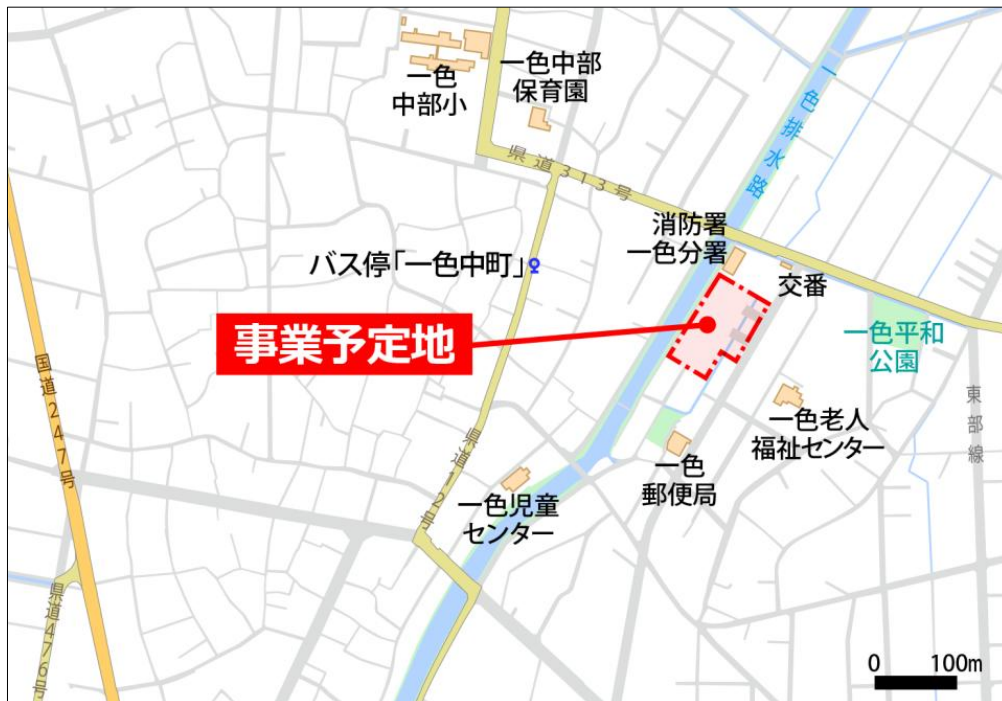 一色
中部小
一色中部
保育園
県道313号
一色排水路
消防署
一色分署
交番
バス停「一色中町」
事業予定地
一色平和
公園
国道247号
県道12号
東部線
一色老人
福祉センター
一色
郵便局
一色児童
センター
県道476号
0 100m